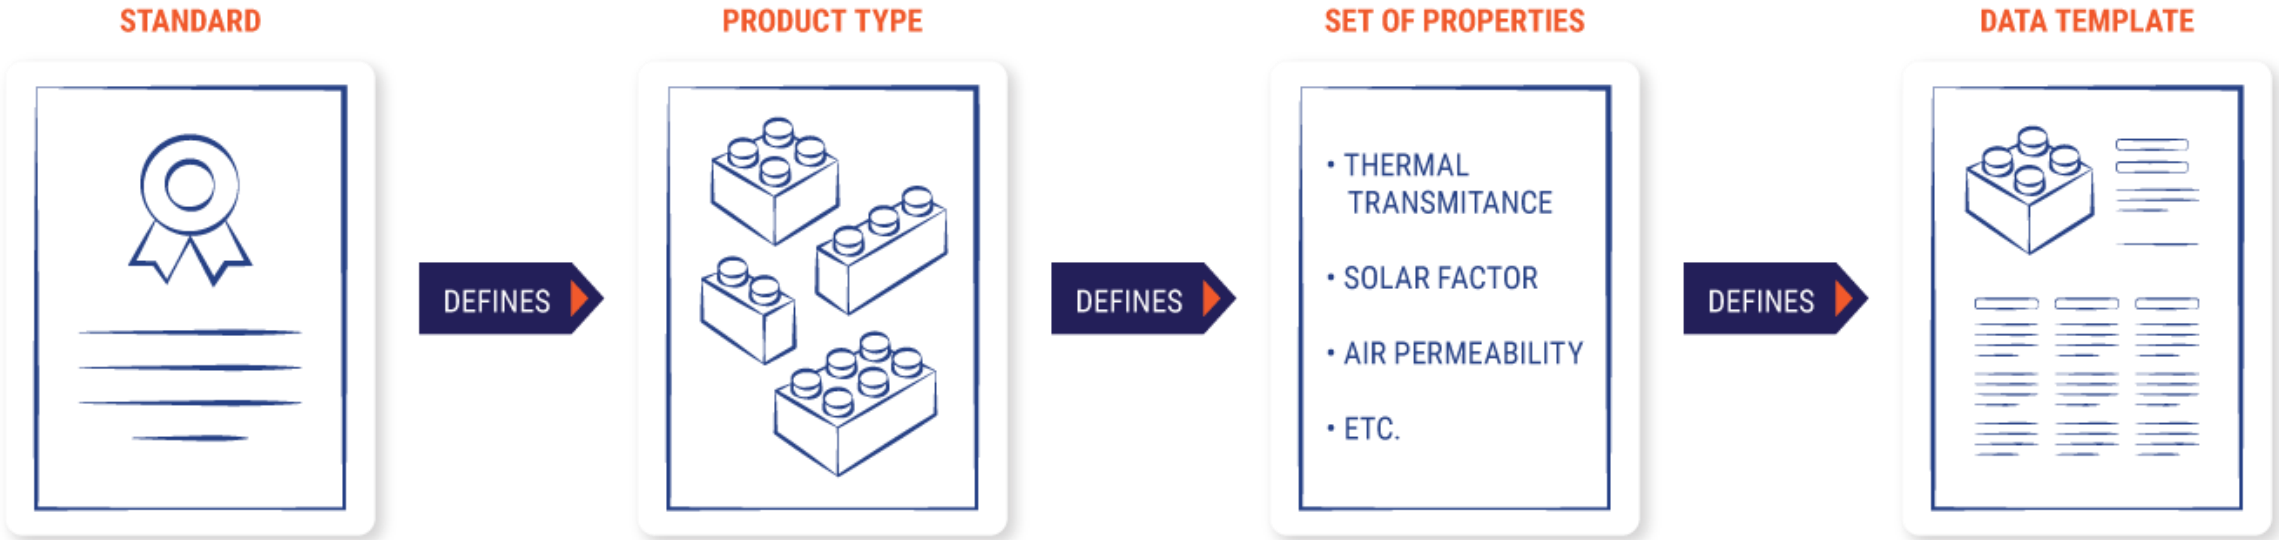 STANDARD
PRODUCT TYPE
SET OF PROPERTIES
DATA TEMPLATE
DEFINES
DEFINES
• THERMAL
TRANSMITANCE
• SOLAR FACTOR
• AIR PERMEABILITY
• ETC.
DEFINES